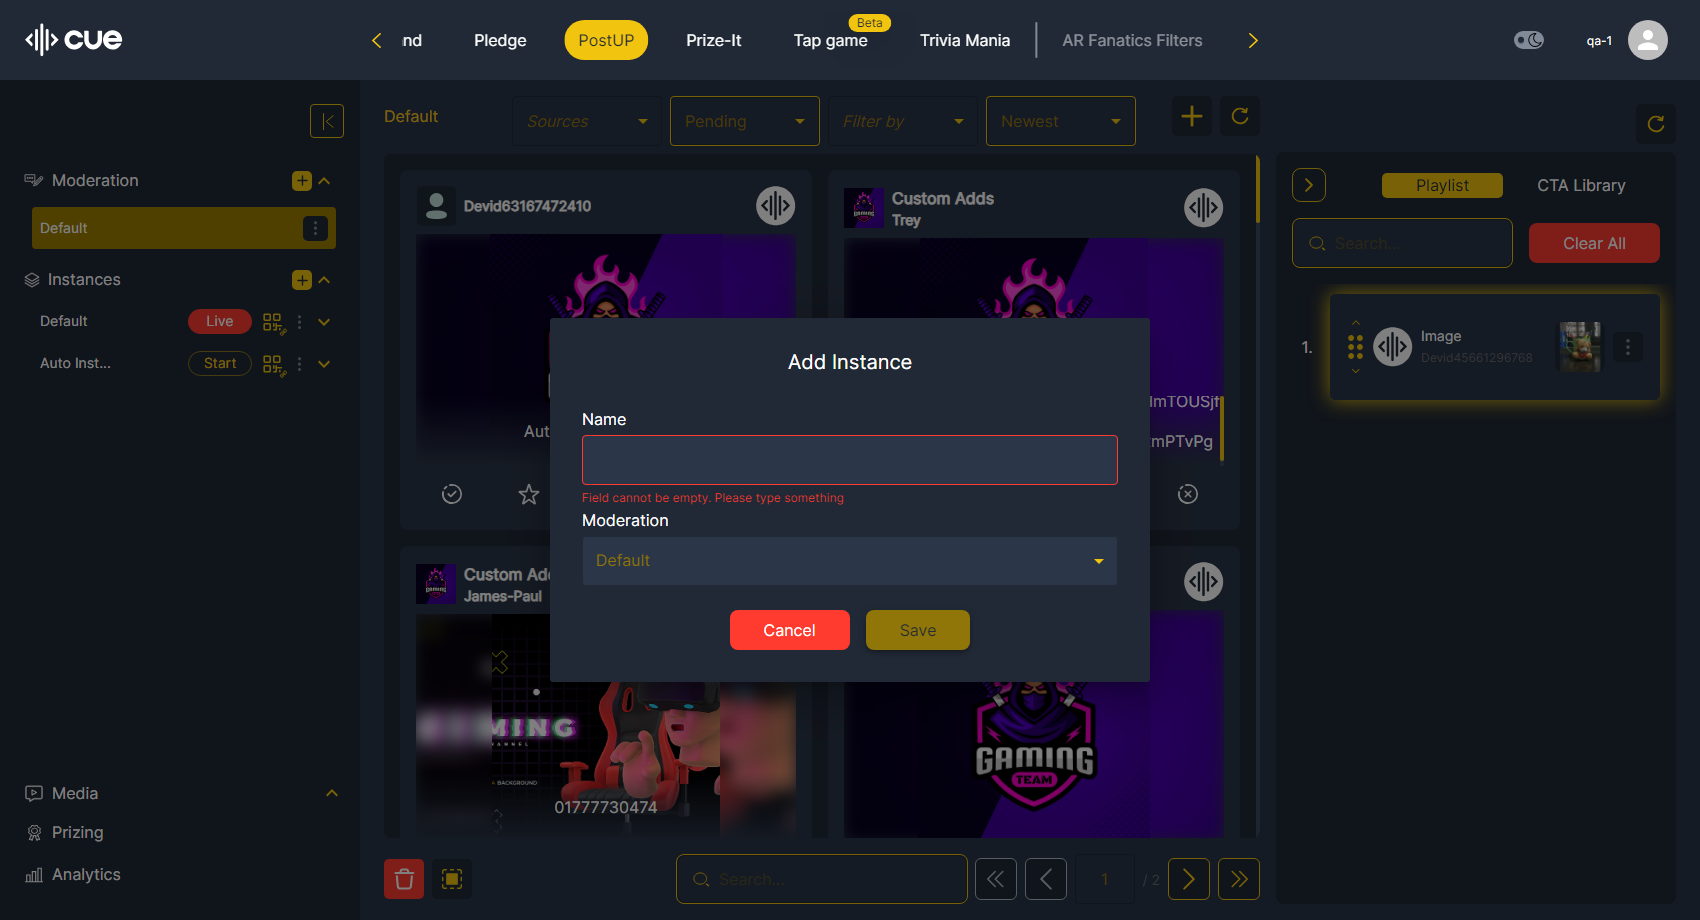 cue
nd
Pledge
PostUP
Prize-It
Beta
Tap game
Trivia Mania
AR Fanatics Filters
qa-1
Moderation
Default
Instances
Default
Live
Auto Inst...
Start
Media
Prizing
Analytics
Default
Sources
Pending
Filter by
Newest
Devid63167472410
Aut
Custom Adds
Trey
ImTOUSjf
mPTvPg
Add Instance
Name
Field cannot be empty. Please type something
Moderation
Default
Cancel
Save
Custom Add
James-Paul
MING
BACKGROUND
01777730474
GAMING
TEAM
Search...
1
/ 2
Playlist
CTA Library
Search...
Clear All
1.
Image
Devid45661296768